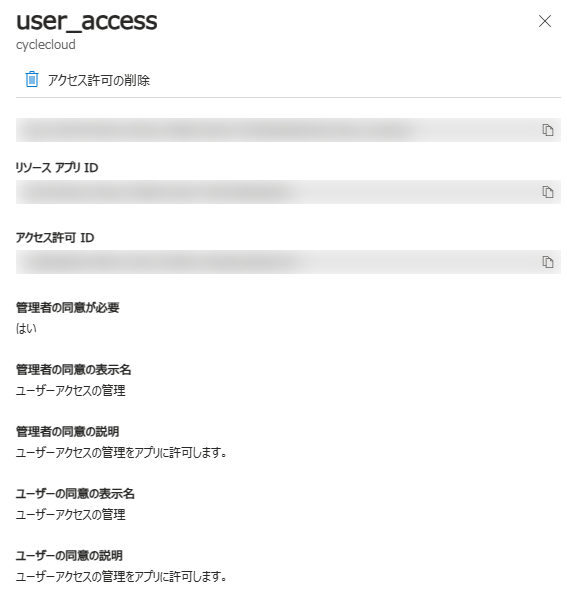 user_access
cyclecloud
アクセス許可の削除
リソース アプリ ID
アクセス許可 ID
管理者の同意が必要
はい
管理者の同意の表示名
ユーザーアクセスの管理
管理者の同意の説明
ユーザーアクセスの管理をアプリに許可します。
ユーザーの同意の表示名
ユーザーアクセスの管理
ユーザーの同意の説明
ユーザーアクセスの管理をアプリに許可します。